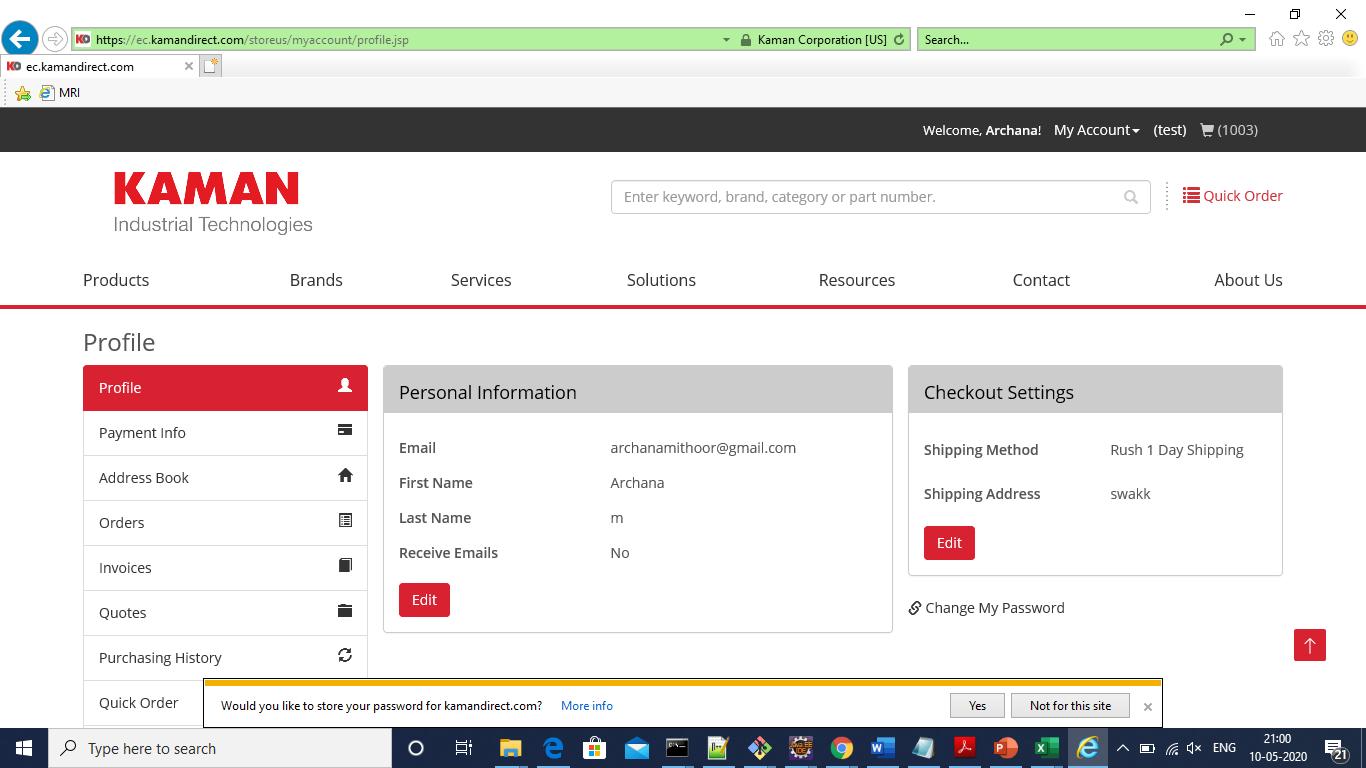 https://ec.kamandirect.com/storeus/myaccount/profile.jsp
Kaman Corporation [US]
Search...
ec.kamandirect.com
MRI
Welcome, Archana!
My Account
(test)
(1003)
KAMAN
Industrial Technologies
Enter keyword, brand, category or part number.
Quick Order
Products
Brands
Services
Solutions
Resources
Contact
About Us
Profile
Profile
Payment Info
Address Book
Orders
Invoices
Quotes
Purchasing History
Quick Order
Personal Information
Email archanamithoor@gmail.com
First Name Archana
Last Name m
Receive Emails No
Edit
Checkout Settings
Shipping Method Rush 1 Day Shipping
Shipping Address swakk
Edit
Change My Password
Would you like to store your password for kamandirect.com? More info
Yes
Not for this site
Type here to search
ENG
21:00
10-05-2020
21